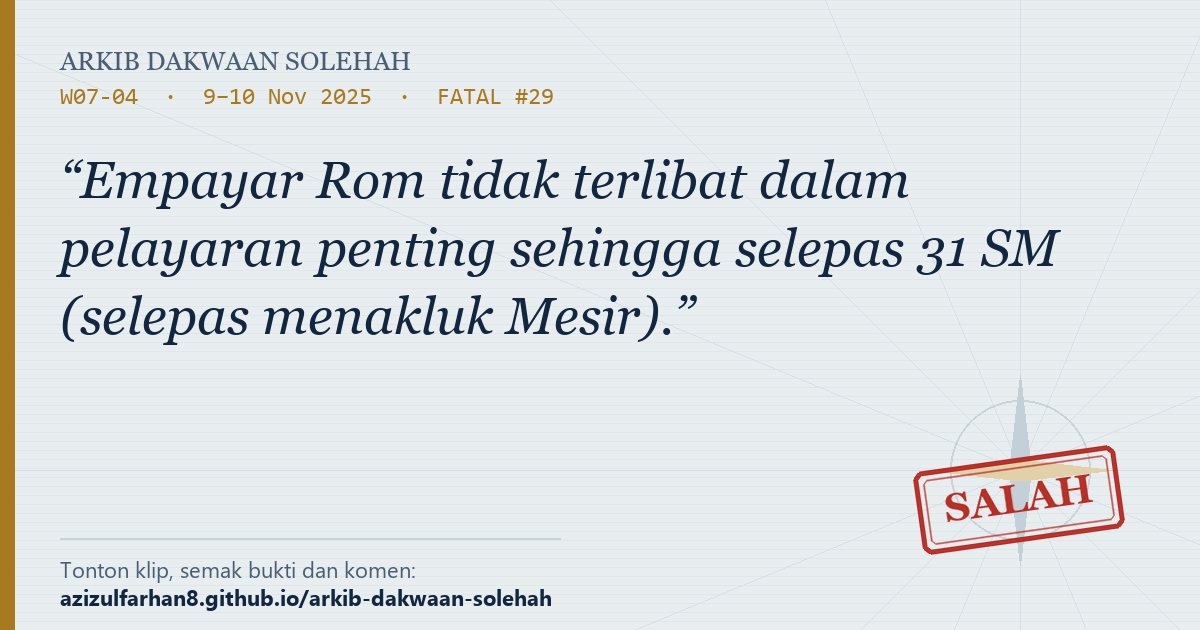 ARKIB DAKWAAN SOLEHAH
W07-04 · 9–10 Nov 2025 · FATAL #29
“Empayar Rom tidak terlibat dalam
pelayaran penting sehingga selepas 31 SM
(selepas menakluk Mesir).”
SALAH
Tonton klip, semak bukti dan komen:
azizulfarhan8.github.io/arkib-dakwaan-solehah